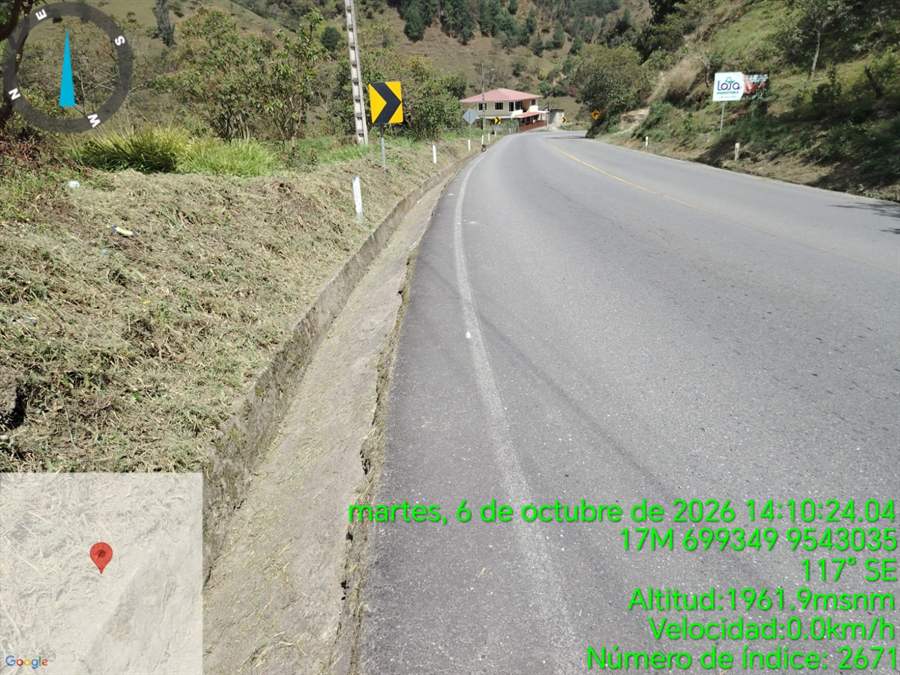 E
S
N
W
LOJA
martes, 6 de octubre de 2026 14:10:24.04
17M 699349 9543035
117° SE
Altitud:1961.9msnm
Velocidad:0.0km/h
Número de índice: 2671
Google